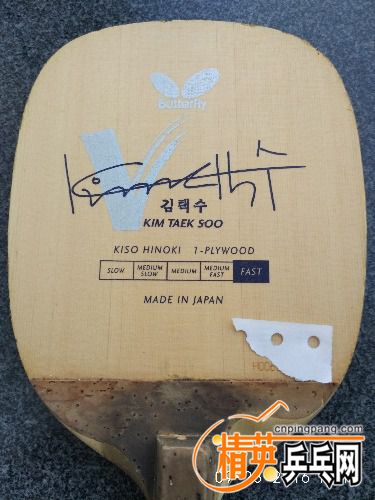 Butterfly
V
김택수
KIM TAEK SOO
KISO HINOKI 1-PLYWOOD
SLOW
MEDIUM SLOW
MEDIUM
MEDIUM FAST
FAST
MADE IN JAPAN
cnpingpang.com
精英乒乓网